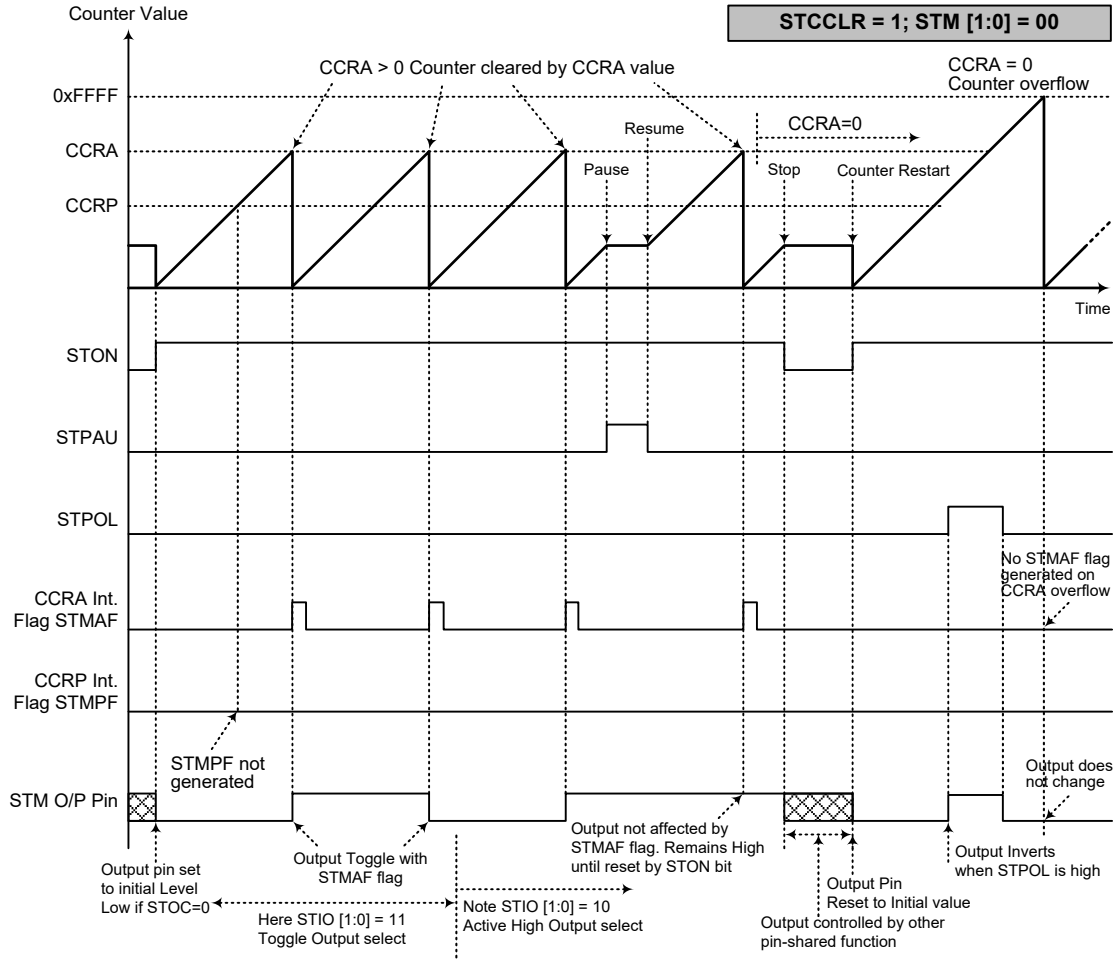 Counter Value
STCCLR = 1; STM [1:0] = 00
CCRA > 0 Counter cleared by CCRA value
CCRA = 0
Counter overflow
0xFFFF
CCRA=0
Resume
CCRA
Pause
Stop
Counter Restart
CCRP
Time
STON
STPAU
STPOL
No STMAF flag
generated on
CCRA overflow
CCRA Int.
Flag STMAF
CCRP Int.
Flag STMPF
STMPF not
generated
STM O/P Pin
Output does
not change
Output pin set
to initial Level
Low if STOC=0
Output Toggle with
STMAF flag
Output not affected by
STMAF flag. Remains High
until reset by STON bit
Output Inverts
when STPOL is high
Output Pin
Reset to Initial value
Here STIO [1:0] = 11
Toggle Output select
Note STIO [1:0] = 10
Active High Output select
Output controlled by other
pin-shared function